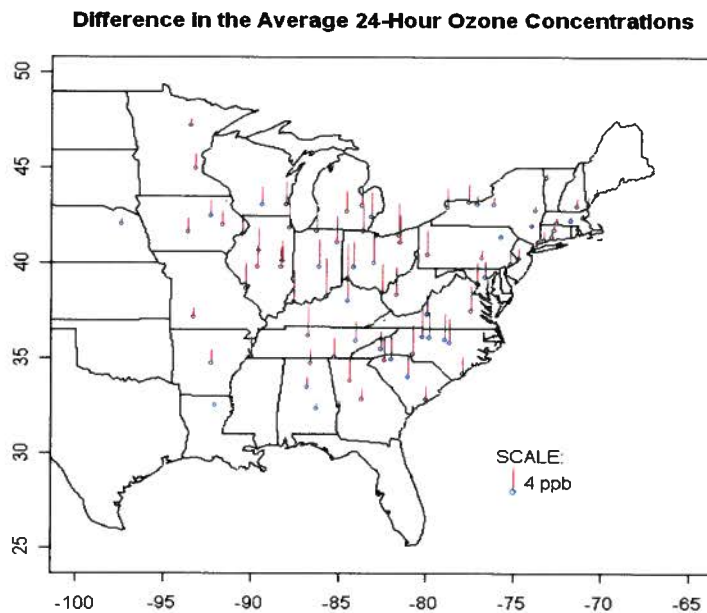 Difference in the Average 24-Hour Ozone Concentrations
50
45
40
35
30
25
SCALE:
4 ppb
-100 -95 -90 -85 -80 -75 -70 -65